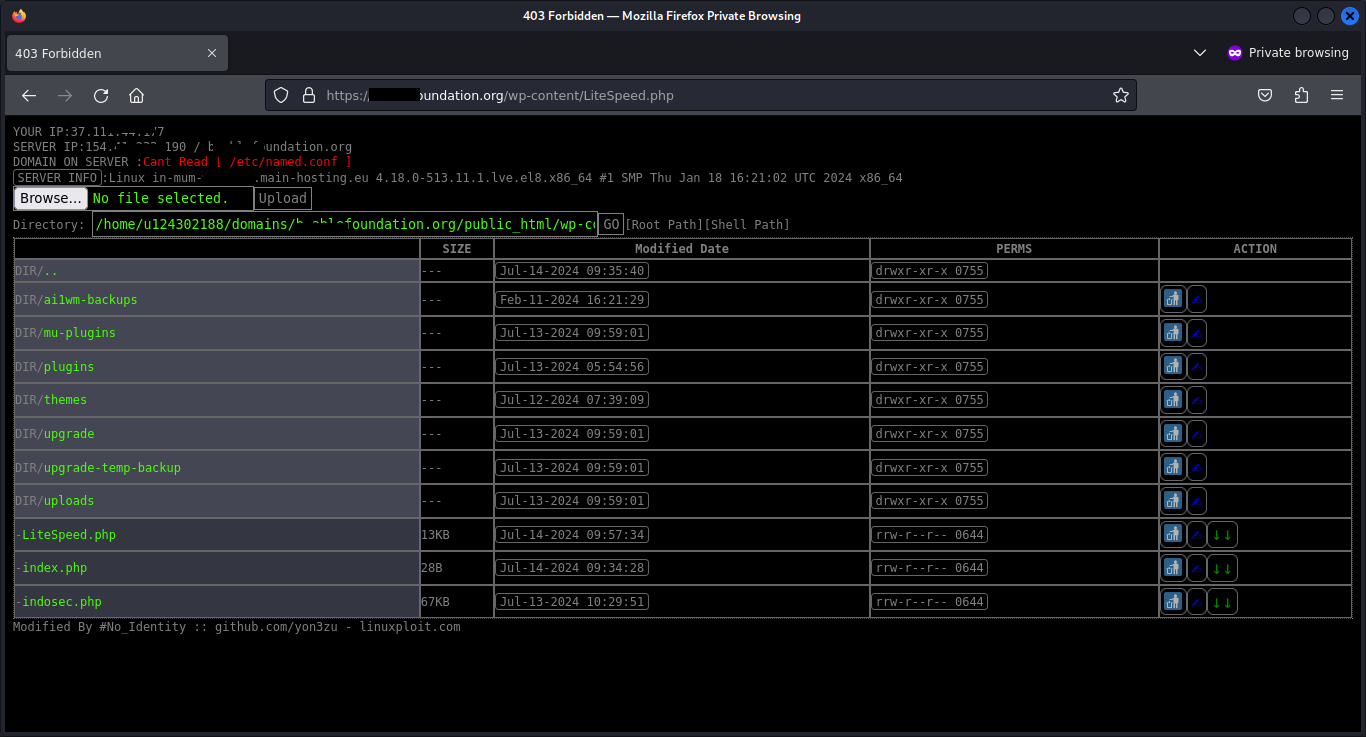 403 Forbidden — Mozilla Firefox Private Browsing
403 Forbidden
Private browsing
https:// oundation.org/wp-content/LiteSpeed.php
YOUR IP:37.111.44.177
SERVER IP:154. 190 / oundation.org
DOMAIN ON SERVER :Cant Read [ /etc/named.conf ]
SERVER INFO:Linux in-mum- .main-hosting.eu 4.18.0-513.11.1.lve.el8.x86_64 #1 SMP Thu Jan 18 16:21:02 UTC 2024 x86_64
Browse... No file selected. Upload
Directory: /home/u124302188/domains/ foundation.org/public_html/wp-co GO [Root Path][Shell Path]
SIZE Modified Date PERMS ACTION
DIR/.. --- Jul-14-2024 09:35:40 drwxr-xr-x 0755
DIR/ai1wm-backups --- Feb-11-2024 16:21:29 drwxr-xr-x 0755
DIR/mu-plugins --- Jul-13-2024 09:59:01 drwxr-xr-x 0755
DIR/plugins --- Jul-13-2024 05:54:56 drwxr-xr-x 0755
DIR/themes --- Jul-12-2024 07:39:09 drwxr-xr-x 0755
DIR/upgrade --- Jul-13-2024 09:59:01 drwxr-xr-x 0755
DIR/upgrade-temp-backup --- Jul-13-2024 09:59:01 drwxr-xr-x 0755
DIR/uploads --- Jul-13-2024 09:59:01 drwxr-xr-x 0755
-LiteSpeed.php 13KB Jul-14-2024 09:57:34 rrw-r--r-- 0644 ↓↓
-index.php 28B Jul-14-2024 09:34:28 rrw-r--r-- 0644 ↓↓
-indosec.php 67KB Jul-13-2024 10:29:51 rrw-r--r-- 0644 ↓↓
Modified By #No_Identity :: github.com/yon3zu - linuxploit.com